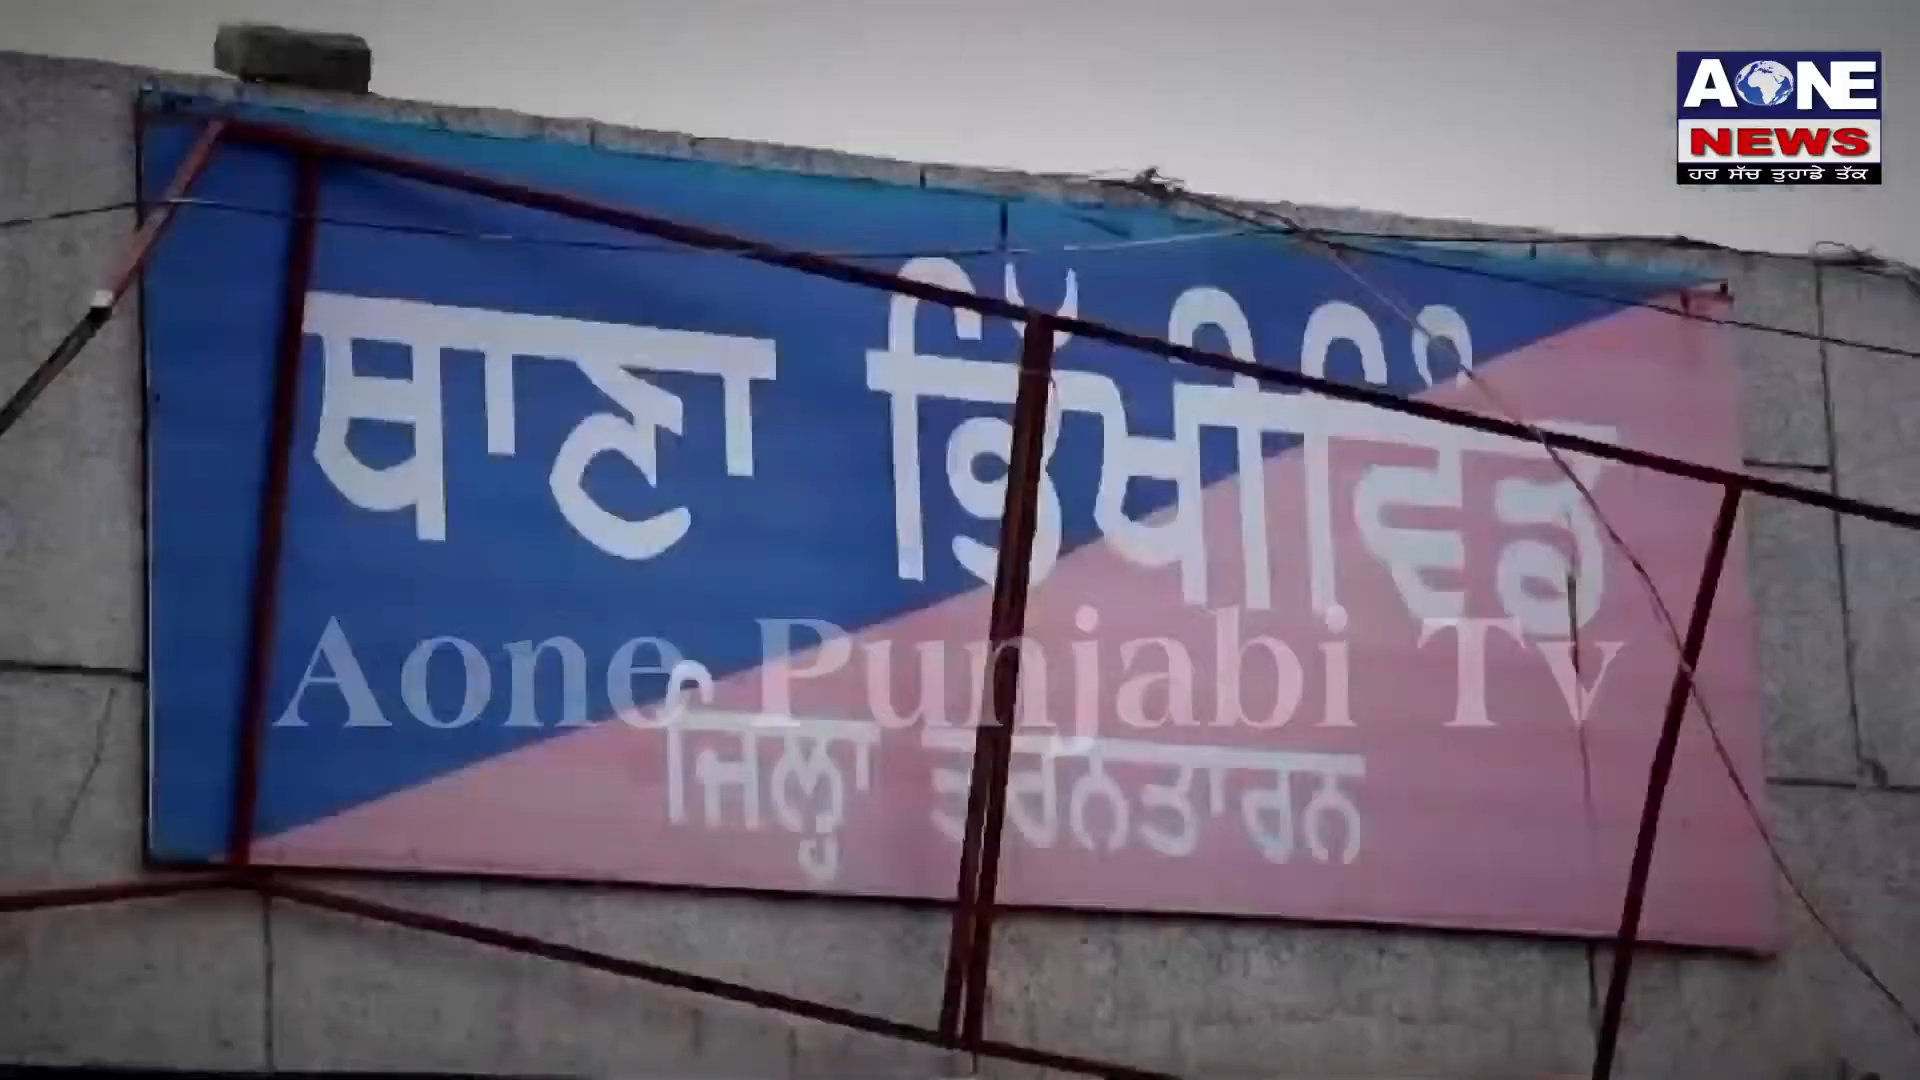 AONE
NEWS
ਹਰ ਸੱਚ ਤੁਹਾਡੇ ਤੱਕ
ਥਾਣਾ ਭਿੱਖੀਵਿੰਡ
Aone Punjabi Tv
ਜਿਲ੍ਹਾ ਤਰਨਤਾਰਨ